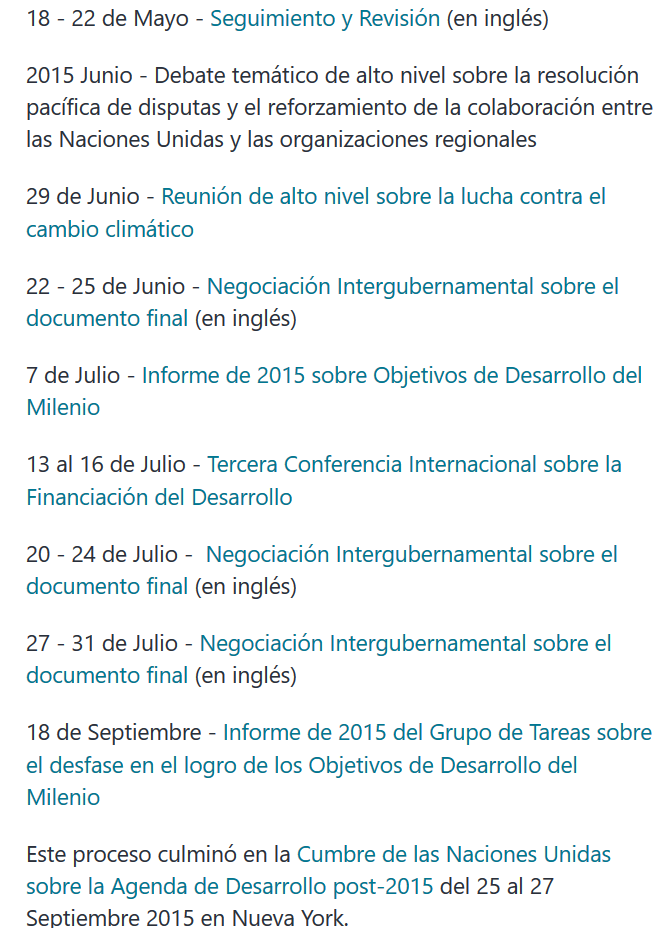 18 - 22 de Mayo - Seguimiento y Revisión (en inglés)
2015 Junio - Debate temático de alto nivel sobre la resolución
pacífica de disputas y el reforzamiento de la colaboración entre
las Naciones Unidas y las organizaciones regionales
29 de Junio - Reunión de alto nivel sobre la lucha contra el
cambio climático
22 - 25 de Junio - Negociación Intergubernamental sobre el
documento final (en inglés)
7 de Julio - Informe de 2015 sobre Objetivos de Desarrollo del
Milenio
13 al 16 de Julio - Tercera Conferencia Internacional sobre la
Financiación del Desarrollo
20 - 24 de Julio -  Negociación Intergubernamental sobre el
documento final (en inglés)
27 - 31 de Julio - Negociación Intergubernamental sobre el
documento final (en inglés)
18 de Septiembre - Informe de 2015 del Grupo de Tareas sobre
el desfase en el logro de los Objetivos de Desarrollo del
Milenio
Este proceso culminó en la Cumbre de las Naciones Unidas
sobre la Agenda de Desarrollo post-2015 del 25 al 27
Septiembre 2015 en Nueva York.